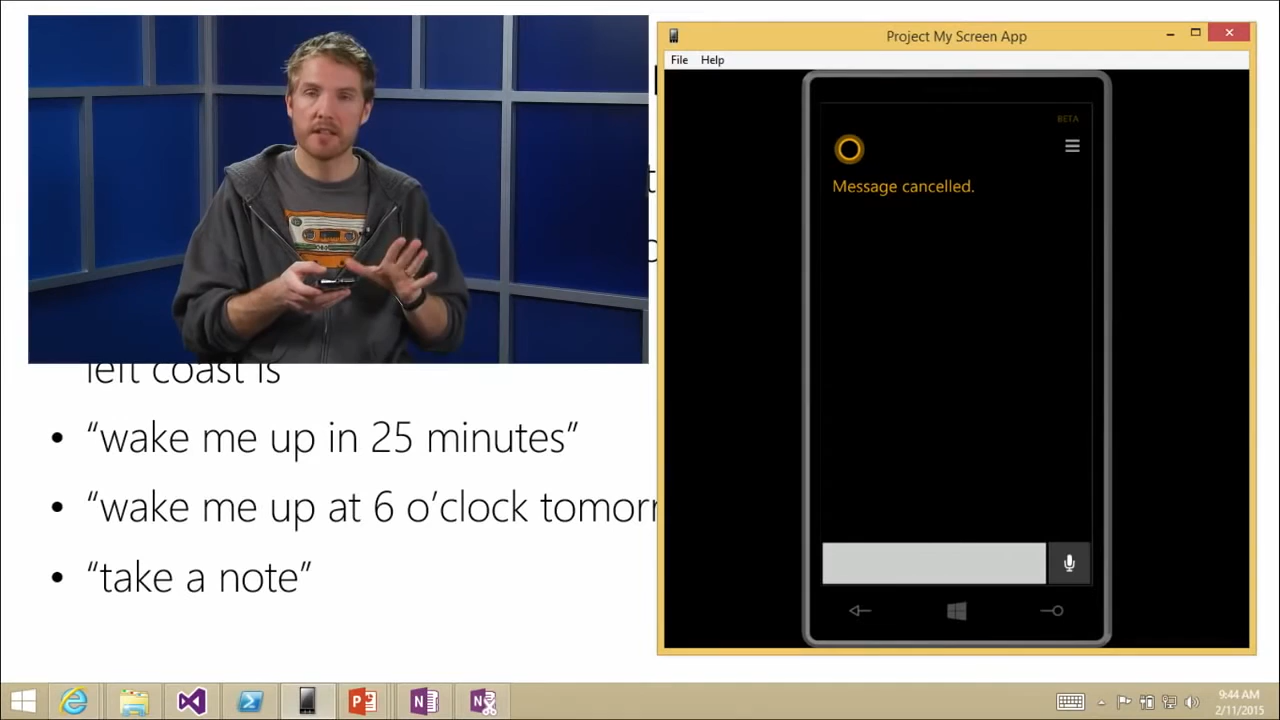 Project My Screen App
File Help
BETA
Message cancelled.
left coast is
• “wake me up in 25 minutes”
• “wake me up at 6 o’clock tomorr
• “take a note”
9:44 AM
2/11/2015